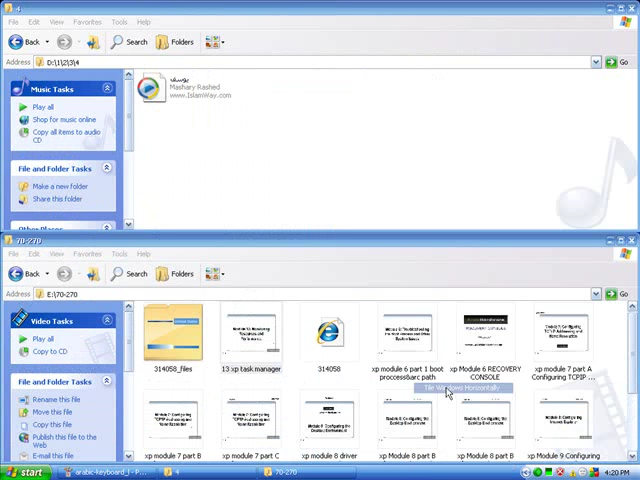 4
File Edit View Favorites Tools Help
Back Search Folders
Address D:\1\2\3\4 Go
Music Tasks
Play all
Shop for music online
Copy all items to audio
CD
File and Folder Tasks
Make a new folder
Share this folder
Other Places
يوسف
Mashary Rashed
www.IslamWay.com
70-270
File Edit View Favorites Tools Help
Back Search Folders
Address E:\70-270 Go
Video Tasks
Play all
Copy to CD
File and Folder Tasks
Rename this file
Move this file
Copy this file
Publish this file to the
Web
E-mail this file
314058_files
13 xp task manager
314058
xp module 6 part 1 boot
proccessbarc path
RECOVERY
CONSOLE
xp Module 6 RECOVERY
CONSOLE
xp module 7 part A
Configuring TCPIP ...
Tile Windows Horizontally
xp module 7 part B
xp module 7 part C
xp module 8 driver
xp Module 8 part B
xp Module 8 part B
xp Module 9 Configuring
start arabic-keyboard_l - P... 4 70-270 4:20 PM